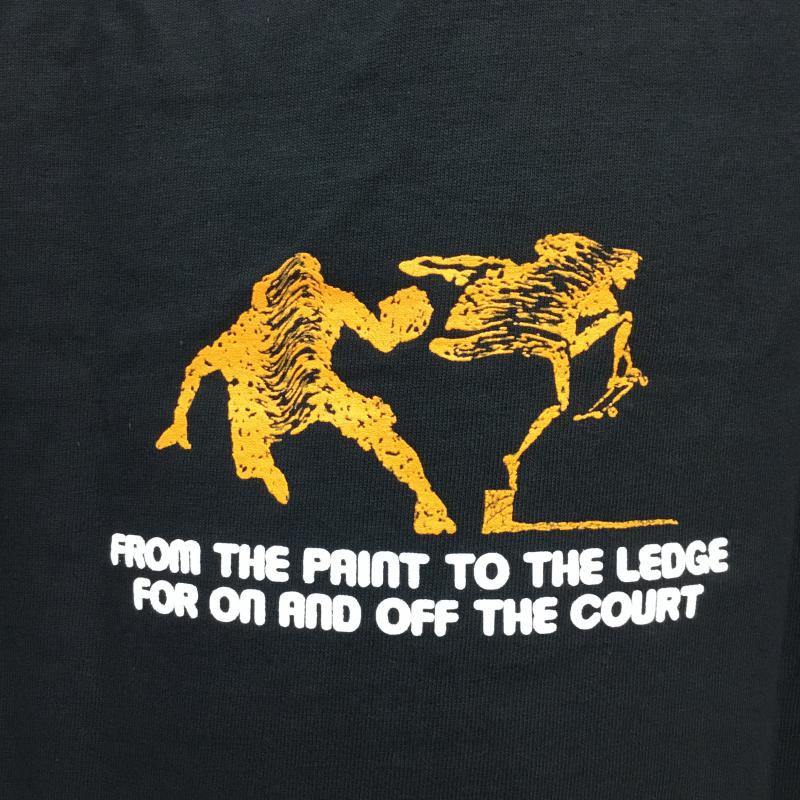 FROM THE PAINT TO THE LEDGE
FOR ON AND OFF THE COURT